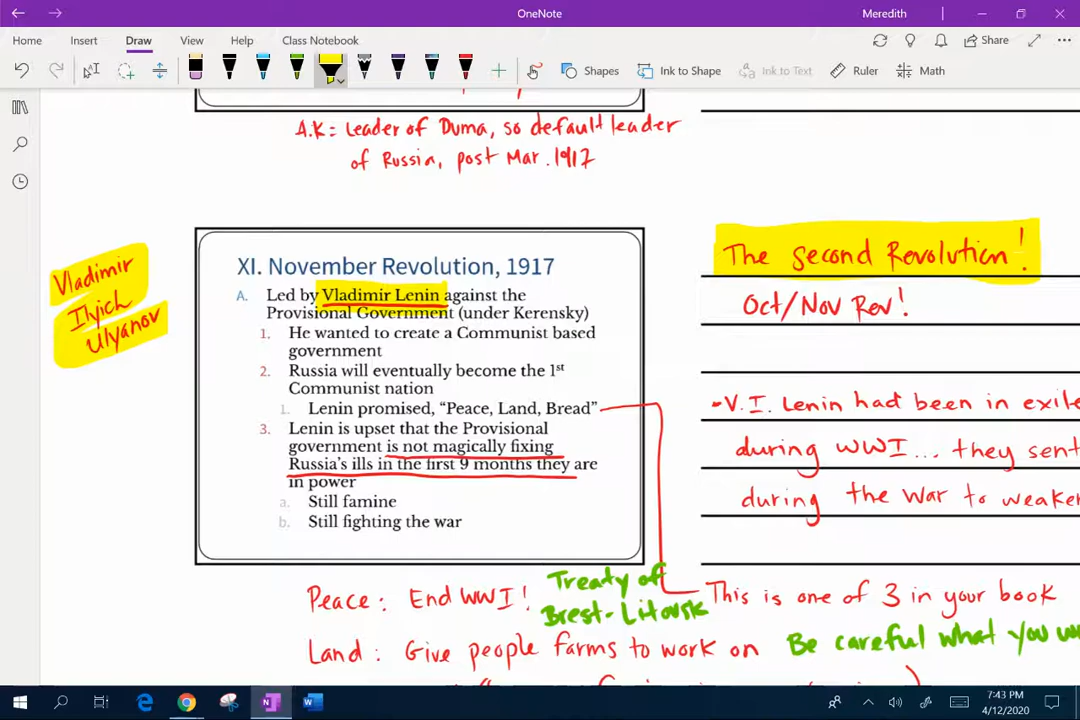 OneNote
Meredith
Home Insert Draw View Help Class Notebook
Share
Shapes Ink to Shape Ink to Text Ruler Math
A.K = Leader of Duma, so default leader
of Russia, post Mar. 1917
Vladimir
Ilyich
Ulyanov
XI. November Revolution, 1917
A. Led by Vladimir Lenin against the
Provisional Government (under Kerensky)
1. He wanted to create a Communist based
government
2. Russia will eventually become the 1st
Communist nation
1. Lenin promised, “Peace, Land, Bread”
3. Lenin is upset that the Provisional
government is not magically fixing
Russia's ills in the first 9 months they are
in power
a. Still famine
b. Still fighting the war
The Second Revolution!
Oct/Nov Rev!
- V.I. Lenin had been in exile
during WWI... they sent
during the War to weaken
Peace: End WWI!
Treaty of
Brest-Litovsk
This is one of 3 in your book
Land: Give people farms to work on
Be careful what you
7:43 PM
4/12/2020